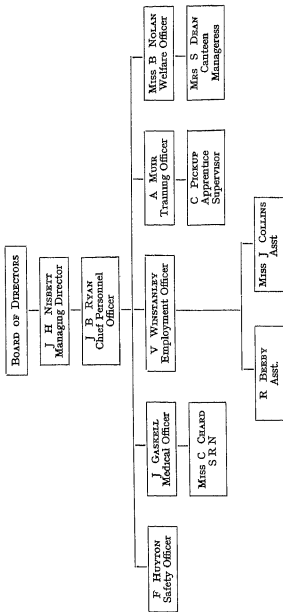 BOARD OF DIRECTORS
J H NISBETT
Managing Director
J B RYAN
Chief Personnel
Officer
F HUYTON
Safety Officer
J GASKELL
Medical Officer
V WINSTANLEY
Employment Officer
A MUIR
Training Officer
MISS B NOLAN
Welfare Officer
MISS C CHARD
S R N
C PICKUP
Apprentice
Supervisor
MRS S DEAN
Canteen
Manageress
R BEEBY
Asst.
MISS J COLLINS
Asst